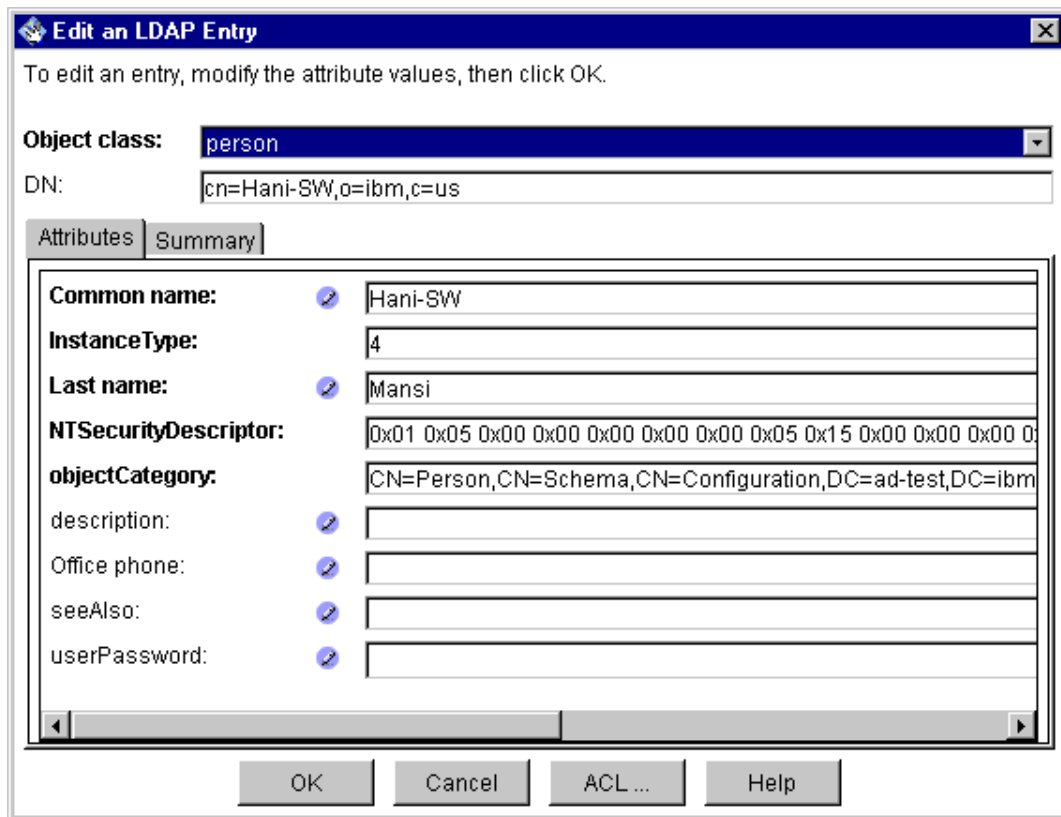 Edit an LDAP Entry
To edit an entry, modify the attribute values, then click OK.
Object class: person
DN: cn=Hani-SW,o=ibm,c=us
Attributes Summary
Common name: Hani-SW
InstanceType: 4
Last name: Mansi
NTSecurityDescriptor: 0x01 0x05 0x00 0x00 0x00 0x00 0x00 0x05 0x15 0x00 0x00 0x00
objectCategory: CN=Person,CN=Schema,CN=Configuration,DC=ad-test,DC=ibm
description:
Office phone:
seeAlso:
userPassword:
OK Cancel ACL ... Help